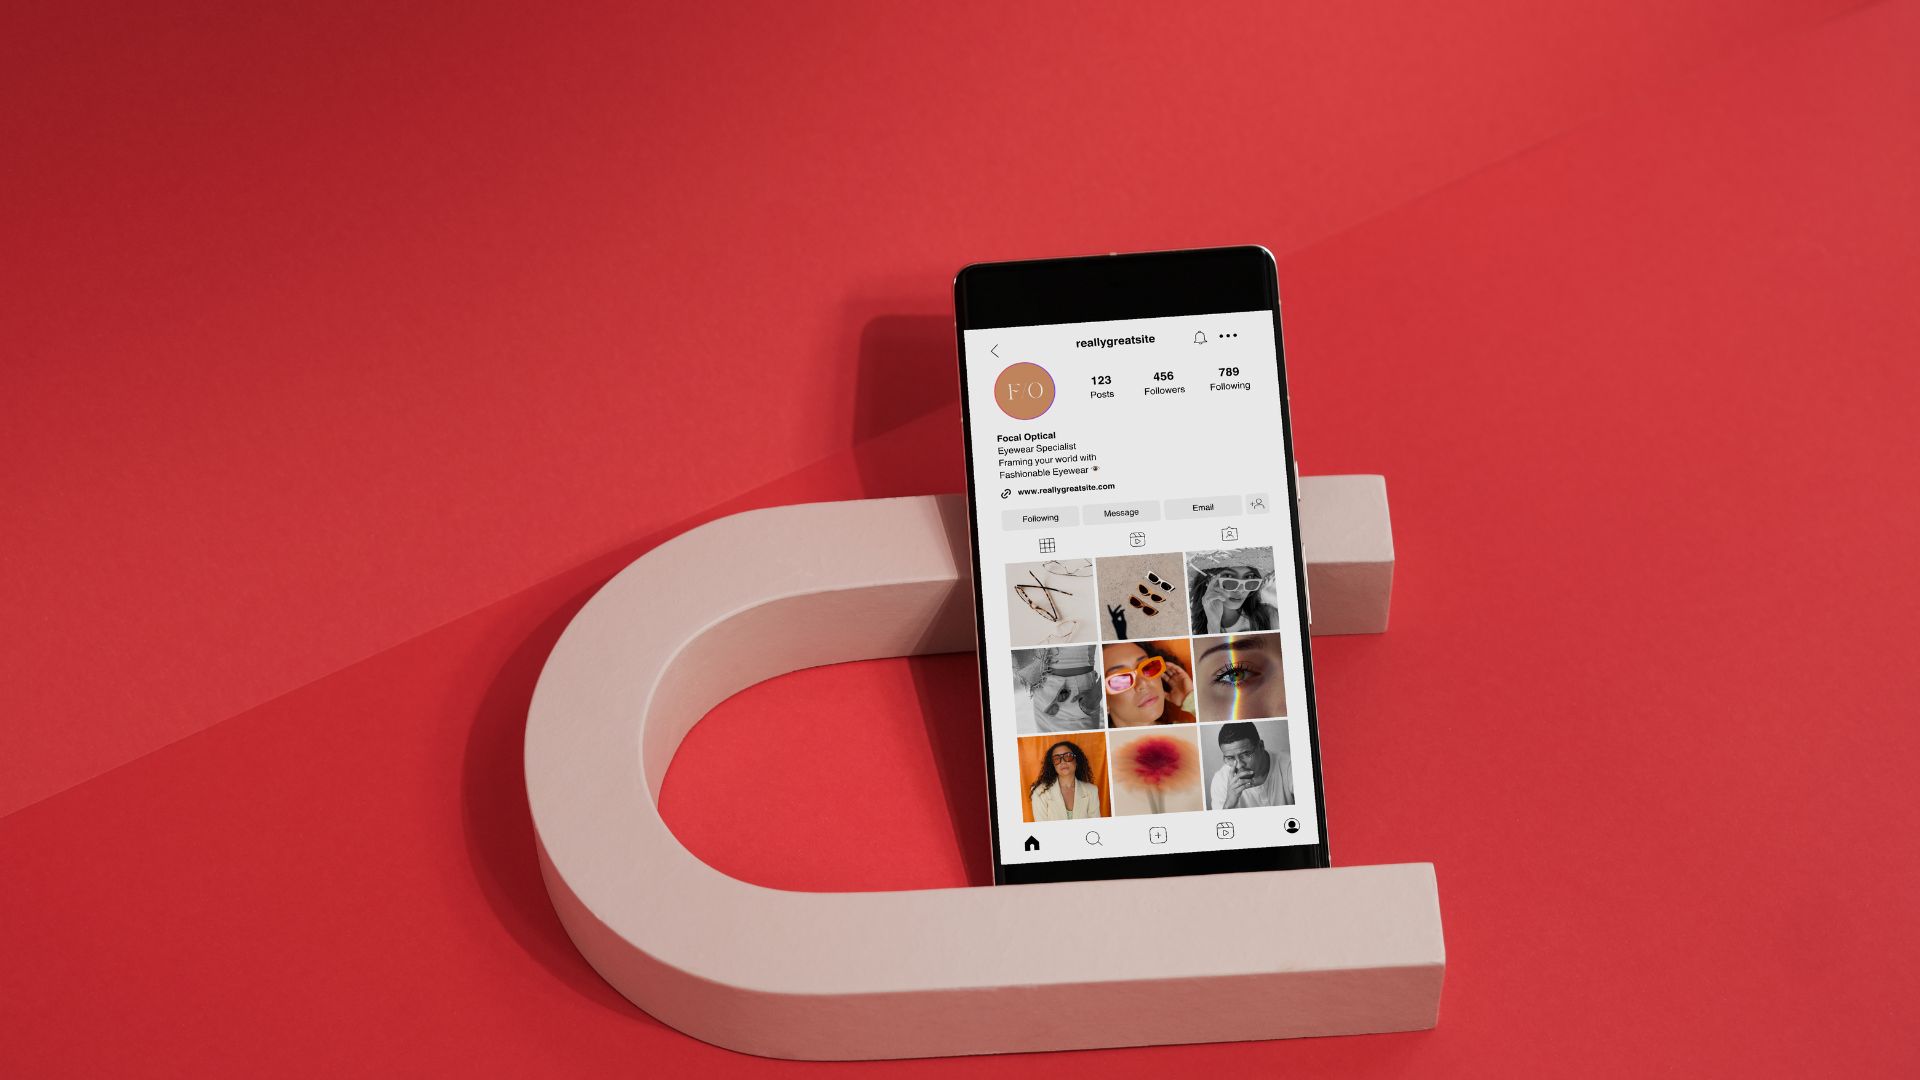 reallygreatsite
F/O
123
Posts
456
Followers
789
Following
Focal Optical
Eyewear Specialist
Framing your world with
Fashionable Eyewear 👁
www.reallygreatsite.com
Following
Message
Email